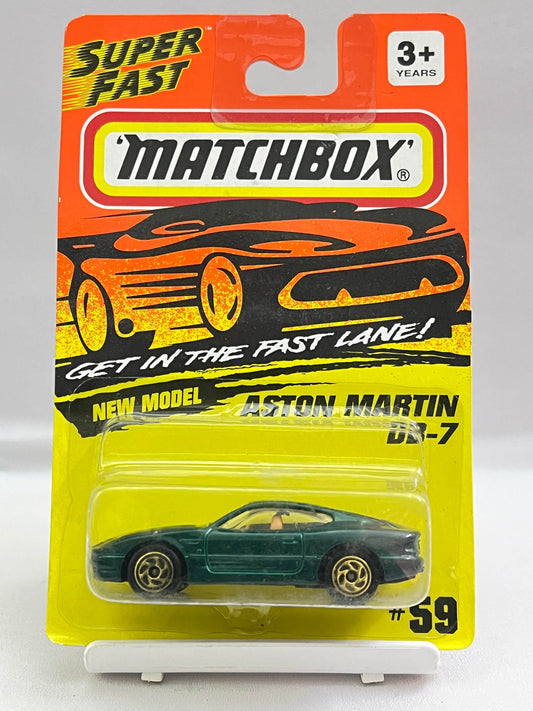 SUPER
FAST
3+
YEARS
'MATCHBOX'®
GET IN THE FAST LANE!
NEW MODEL
ASTON MARTIN
DB-7
#59